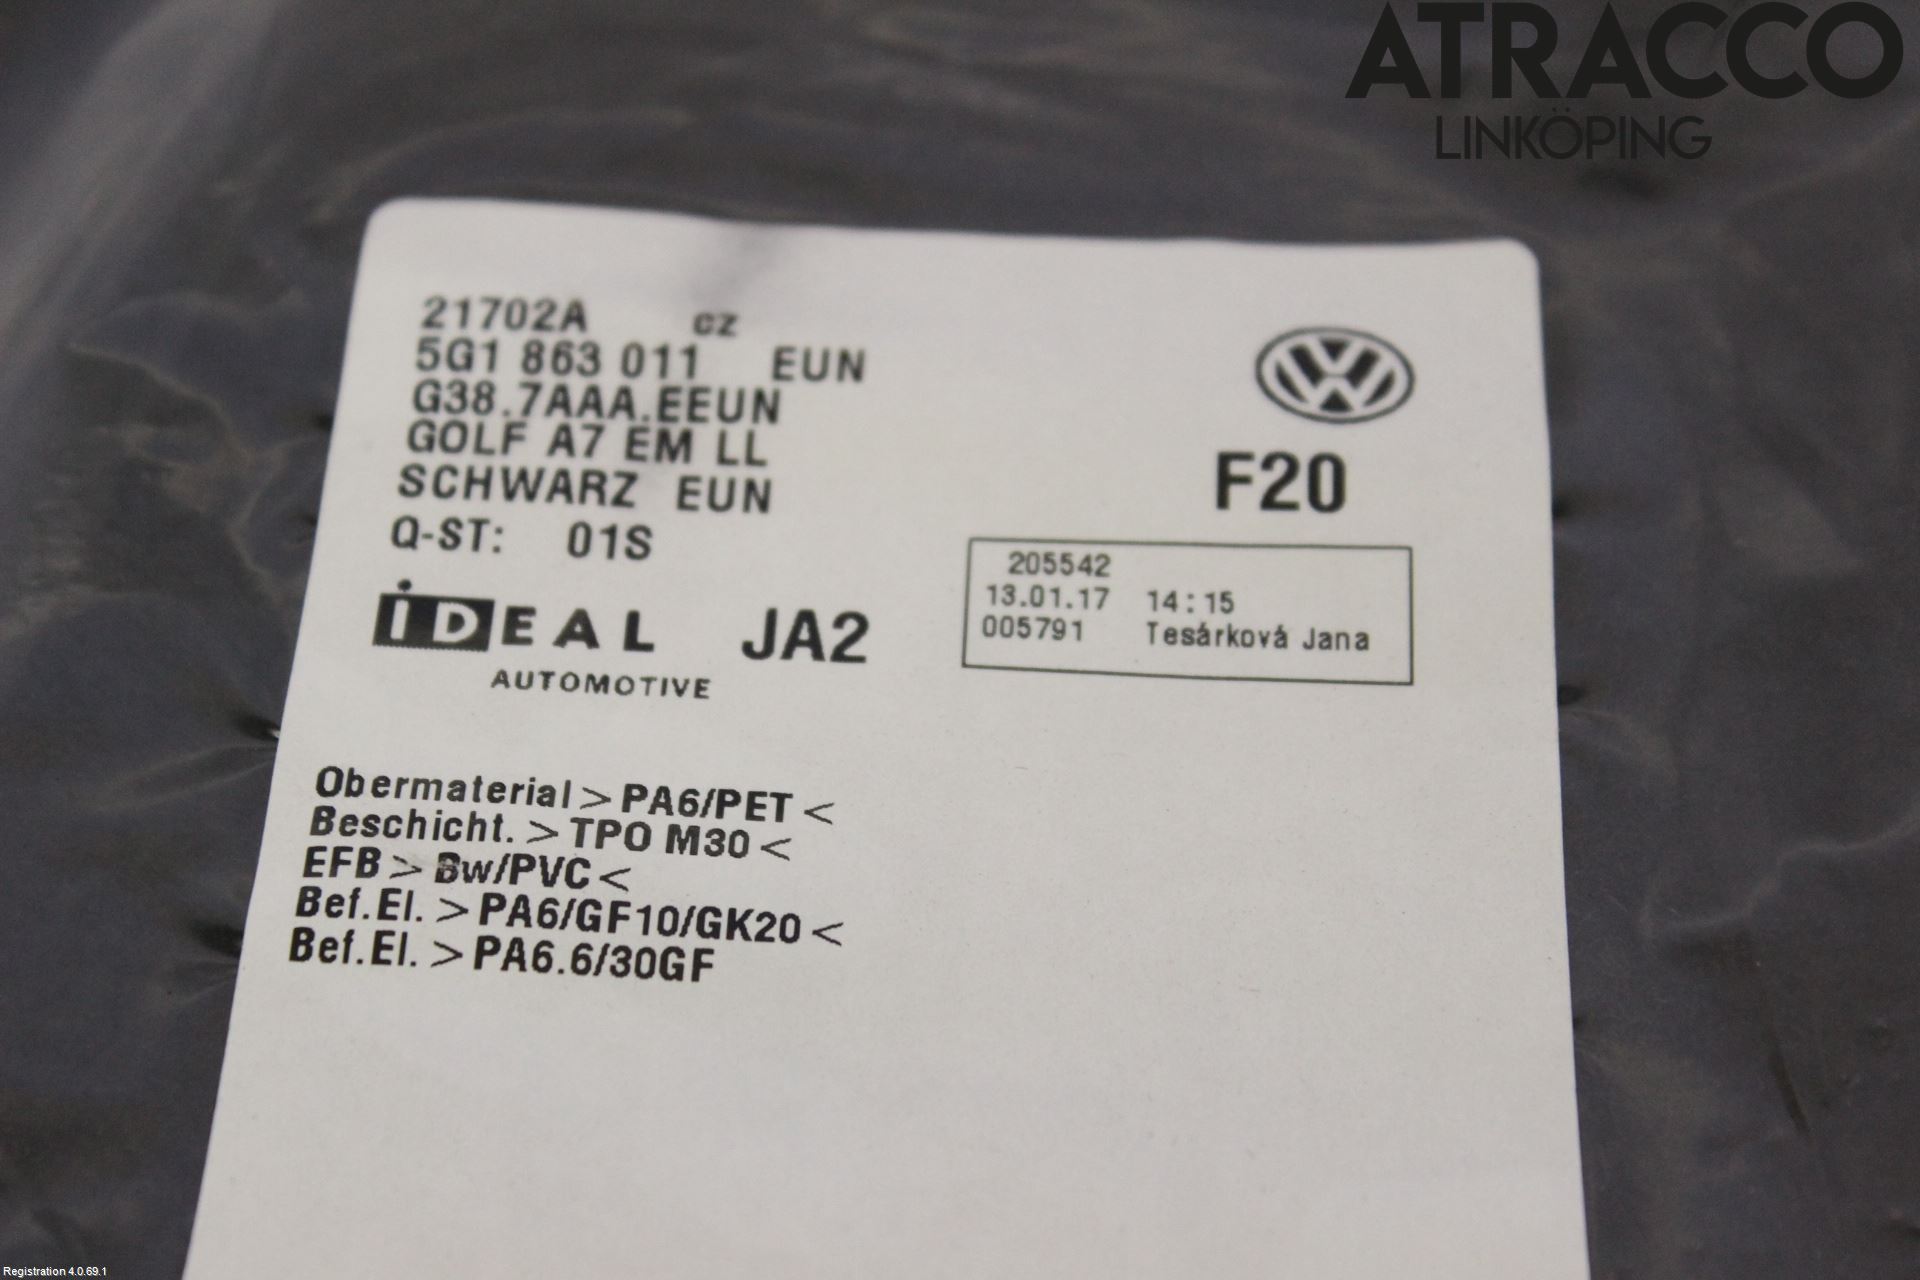 ATRACCO
LINKÖPING
21702A cz
5G1 863 011 EUN
G38.7AAA.EEUN
GOLF A7 EM LL
SCHWARZ EUN
Q-ST: 01S
F20
205542
13.01.17 14:15
005791 Tesárková Jana
iDEAL JA2
AUTOMOTIVE
Obermaterial > PA6/PET <
Beschicht. > TPO M30 <
EFB > Bw/PVC <
Bef.El. > PA6/GF10/GK20 <
Bef.El. > PA6.6/30GF
Registration 4.0.69.1